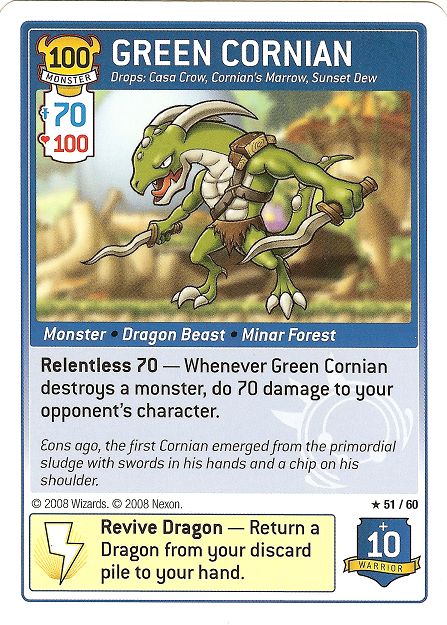 100
MONSTER
GREEN CORNIAN
Drops: Casa Crow, Cornian's Marrow, Sunset Dew
70
100
Monster • Dragon Beast • Minar Forest
Relentless 70 — Whenever Green Cornian
destroys a monster, do 70 damage to your
opponent's character.
Eons ago, the first Cornian emerged from the primordial
sludge with swords in his hands and a chip on his
shoulder.
© 2008 Wizards. © 2008 Nexon.
★ 51 / 60
Revive Dragon — Return a
Dragon from your discard
pile to your hand.
+
10
WARRIOR